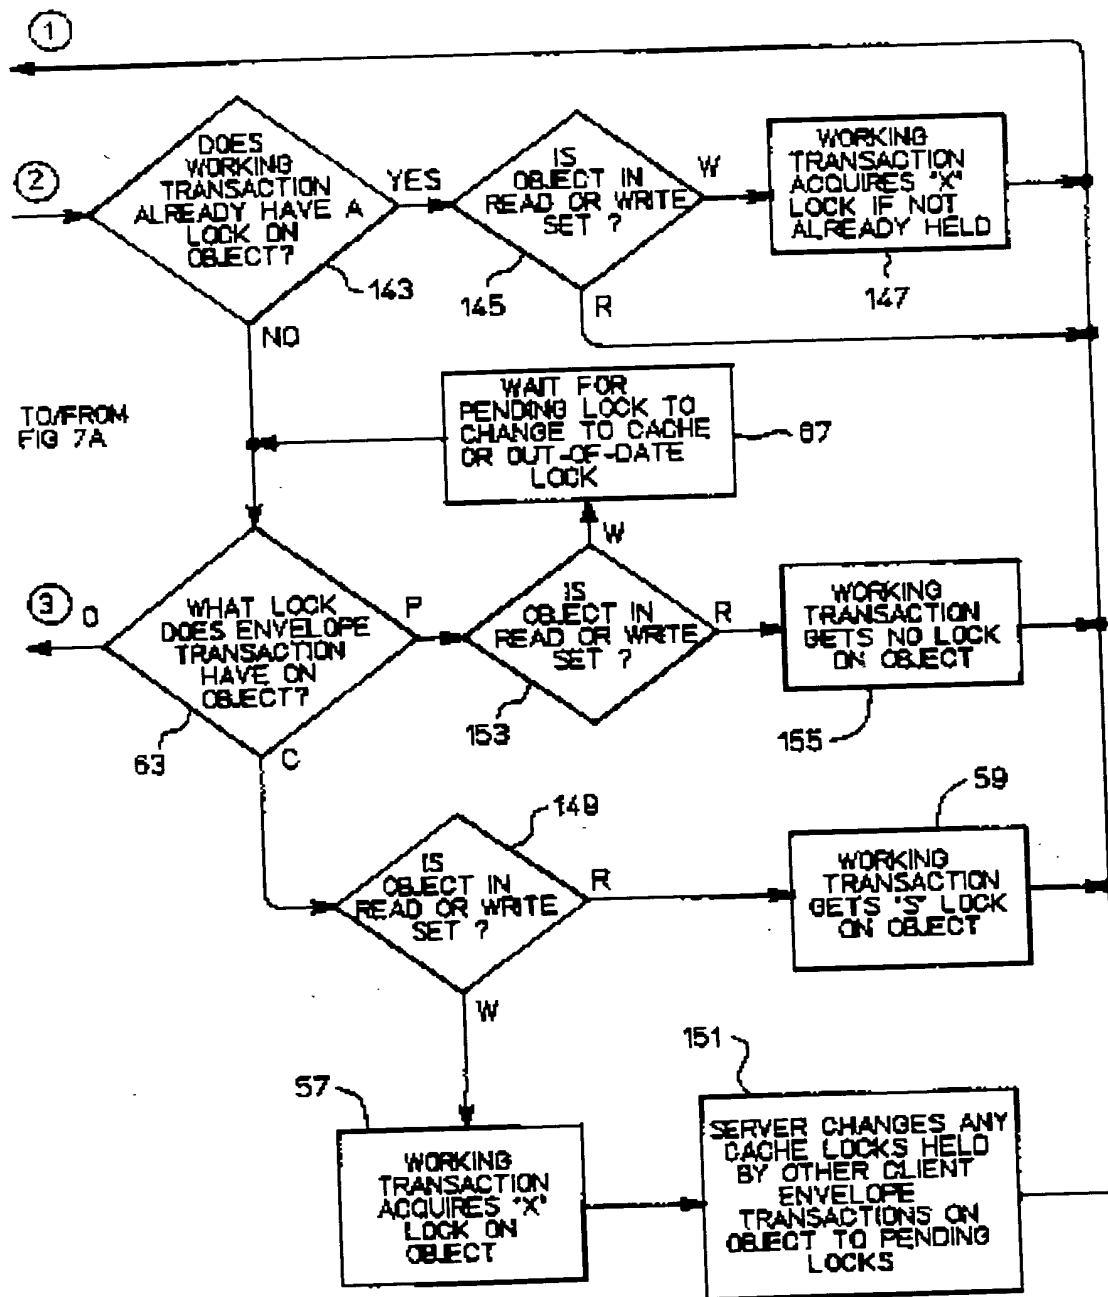 1
2
DOES
WORKING
TRANSACTION
ALREADY HAVE A
LOCK ON
OBJECT?
YES
143
NO
IS
OBJECT IN
READ OR WRITE
SET ?
W
145
R
WORKING
TRANSACTION
ACQUIRES "X"
LOCK IF NOT
ALREADY HELD
147
TO/FROM
FIG 7A
WAIT FOR
PENDING LOCK TO
CHANGE TO CACHE
OR OUT-OF-DATE
LOCK
67
W
3
O
WHAT LOCK
DOES ENVELOPE
TRANSACTION
HAVE ON
OBJECT?
P
63
C
IS
OBJECT IN
READ OR WRITE
SET ?
R
153
WORKING
TRANSACTION
GETS NO LOCK
ON OBJECT
155
149
IS
OBJECT IN
READ OR WRITE
SET ?
R
W
59
WORKING
TRANSACTION
GETS "S" LOCK
ON OBJECT
57
WORKING
TRANSACTION
ACQUIRES "X"
LOCK ON
OBJECT
151
SERVER CHANGES ANY
CACHE LOCKS HELD
BY OTHER CLIENT
ENVELOPE
TRANSACTIONS ON
OBJECT TO PENDING
LOCKS